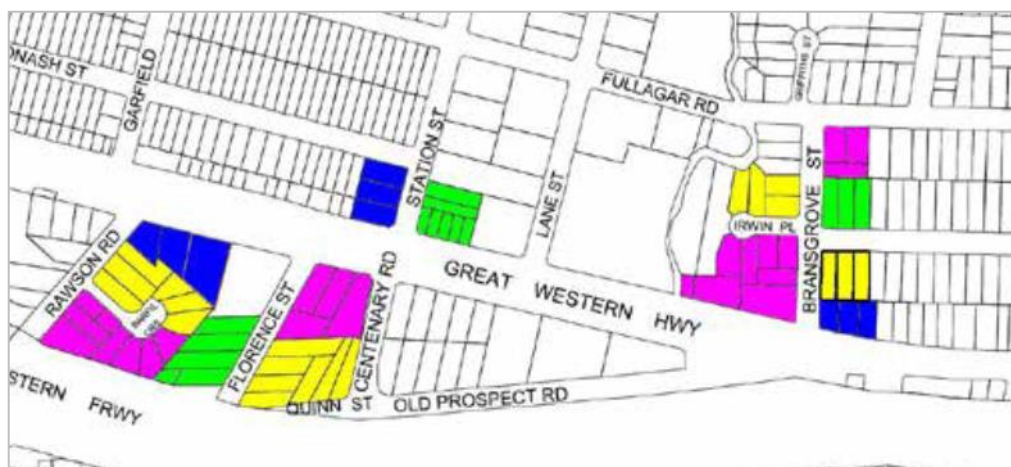 ONASH ST
GARFIELD
STATION ST
FULLAGAR RD
LANE ST
BRANSGROVE ST
IRWIN PL
RAWSON RD
GREAT WESTERN HWY
FLORENCE ST
CENTENARY RD
QUINN ST
OLD PROSPECT RD
STERN FRWY